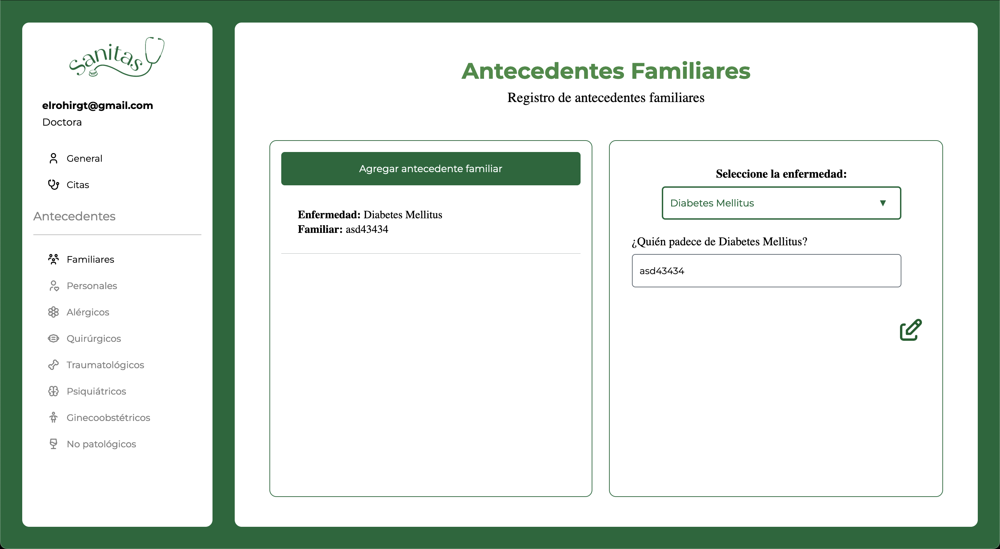 Sanitas
elrohirgt@gmail.com
Doctora
General
Citas
Antecedentes
Familiares
Personales
Alérgicos
Quirúrgicos
Traumatológicos
Psiquiátricos
Ginecoobstétricos
No patológicos
Antecedentes Familiares
Registro de antecedentes familiares
Agregar antecedente familiar
Enfermedad: Diabetes Mellitus
Familiar: asd43434
Seleccione la enfermedad:
Diabetes Mellitus
¿Quién padece de Diabetes Mellitus?
asd43434